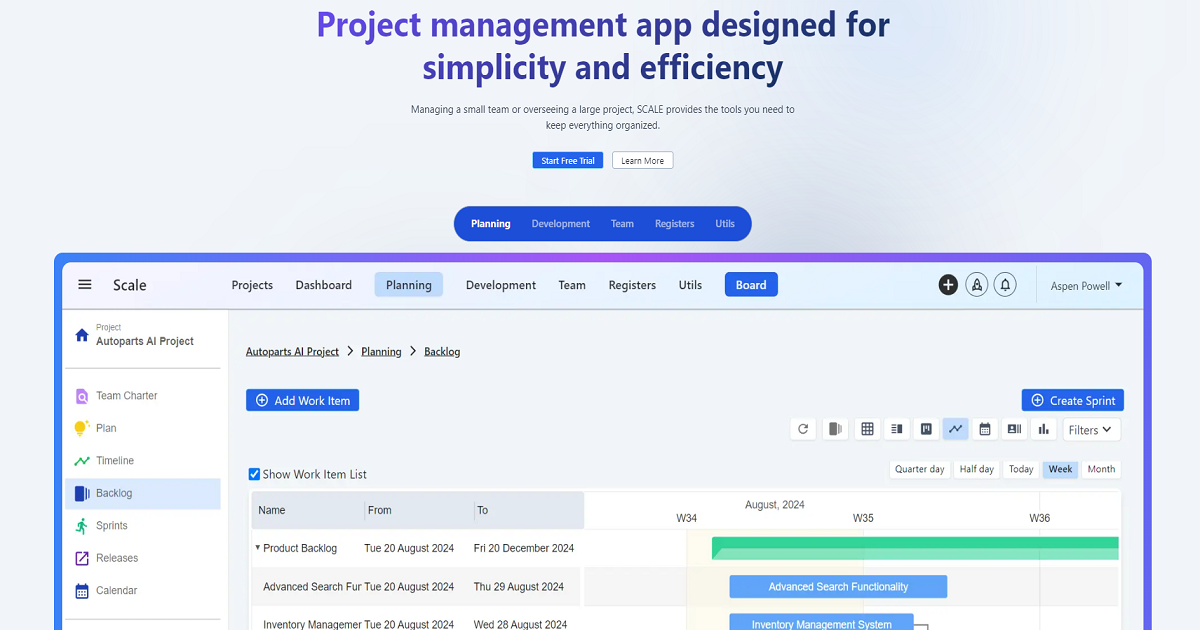 Project management app designed for
simplicity and efficiency
Managing a small team or overseeing a large project, SCALE provides the tools you need to
keep everything organized.
Start Free Trial Learn More
Planning Development Team Registers Utils
Scale Projects Dashboard Planning Development Team Registers Utils Board Aspen Powell
Project
Autoparts AI Project
Autoparts AI Project > Planning > Backlog
Team Charter
Add Work Item Create Sprint
Plan
Filters
Timeline
Show Work Item List Quarter day Half day Today Week Month
Backlog
Name From To August, 2024
W34 W35 W36
Sprints
Product Backlog Tue 20 August 2024 Fri 20 December 2024
Releases
Advanced Search Fur Tue 20 August 2024 Thu 29 August 2024 Advanced Search Functionality
Calendar
Inventory Managemer Tue 20 August 2024 Wed 28 August 2024 Inventory Management System